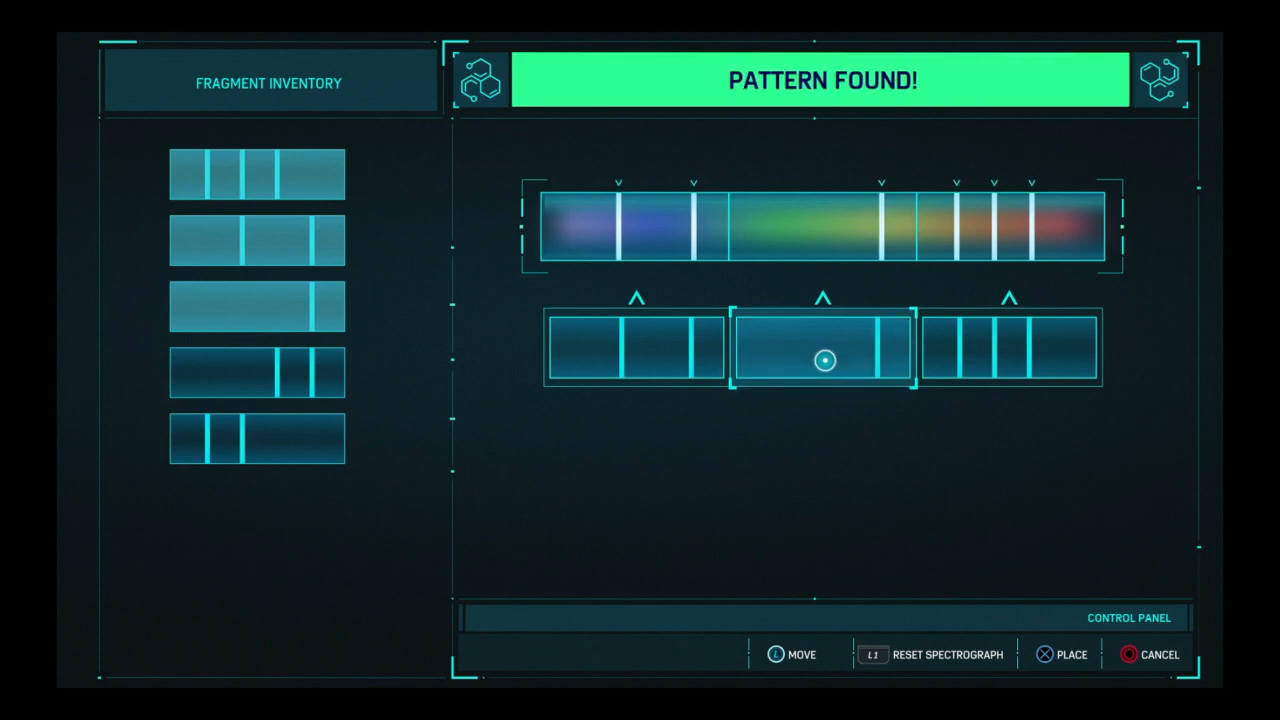 FRAGMENT INVENTORY
PATTERN FOUND!
CONTROL PANEL
L MOVE
L1 RESET SPECTROGRAPH
PLACE
CANCEL